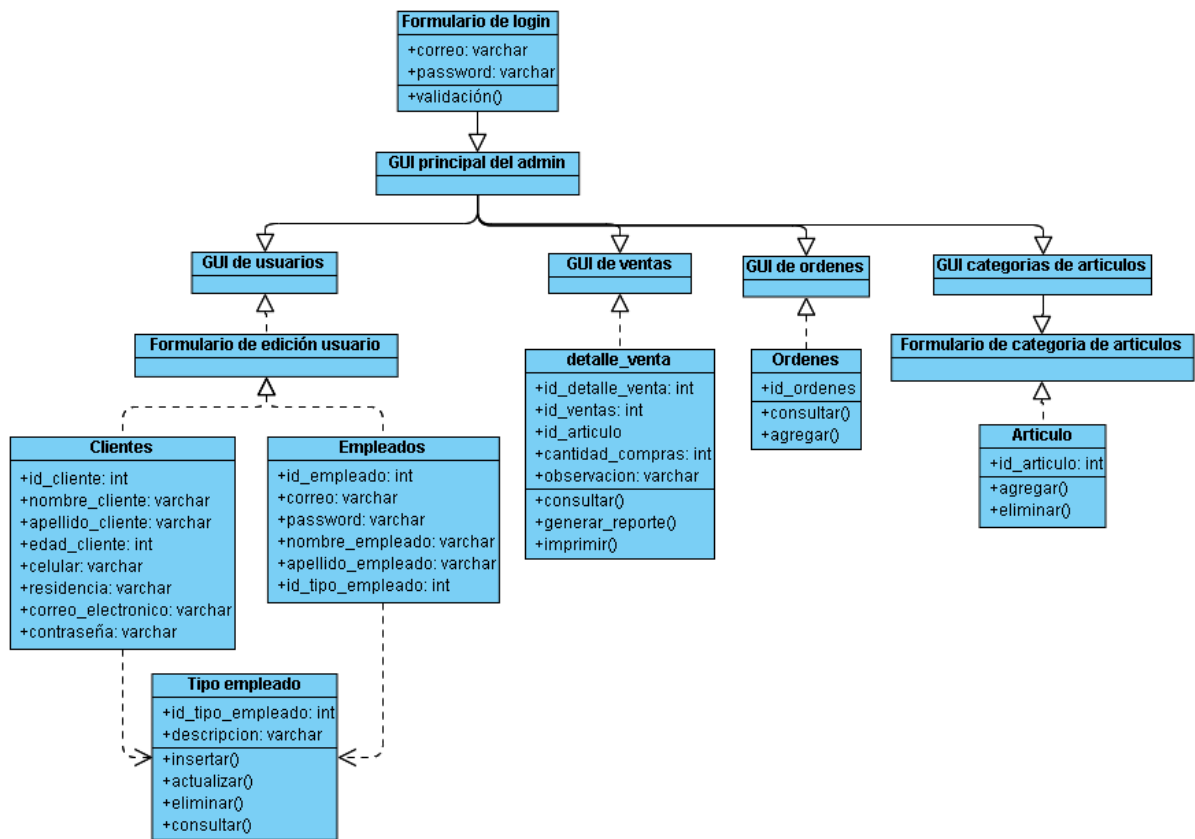 Formulario de login
+correo: varchar
+password: varchar
+validación()
GUI principal del admin
GUI de usuarios
GUI de ventas
GUI de ordenes
GUI categorias de articulos
Formulario de edición usuario
Formulario de categoria de articulos
detalle_venta
+id_detalle_venta: int
+id_ventas: int
+id_articulo
+cantidad_compras: int
+observacion: varchar
+consultar()
+generar_reporte()
+imprimir()
Ordenes
+id_ordenes
+consultar()
+agregar()
Articulo
+id_articulo: int
+agregar()
+eliminar()
Clientes
+id_cliente: int
+nombre_cliente: varchar
+apellido_cliente: varchar
+edad_cliente: int
+celular: varchar
+residencia: varchar
+correo_electronico: varchar
+contraseña: varchar
Empleados
+id_empleado: int
+correo: varchar
+password: varchar
+nombre_empleado: varchar
+apellido_empleado: varchar
+id_tipo_empleado: int
Tipo empleado
+id_tipo_empleado: int
+descripcion: varchar
+insertar()
+actualizar()
+eliminar()
+consultar()